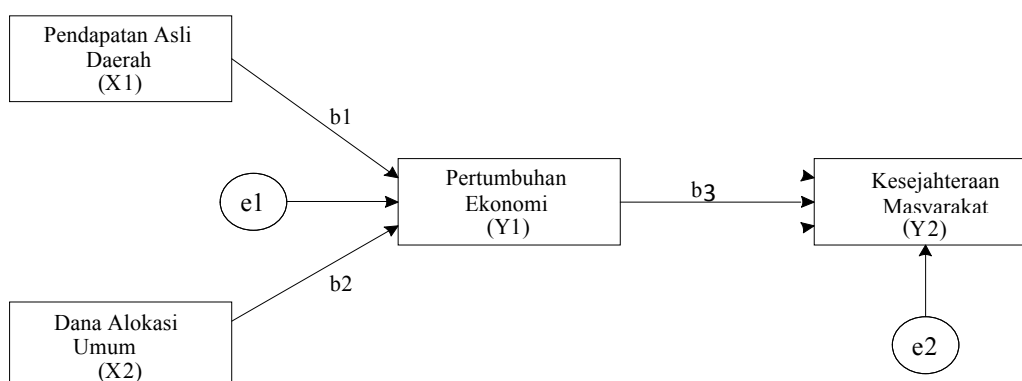 Pendapatan Asli
Daerah
(X1)
b1
e1
Pertumbuhan
Ekonomi
(Y1)
b3
Kesejahteraan
Masyarakat
(Y2)
b2
Dana Alokasi
Umum
(X2)
e2